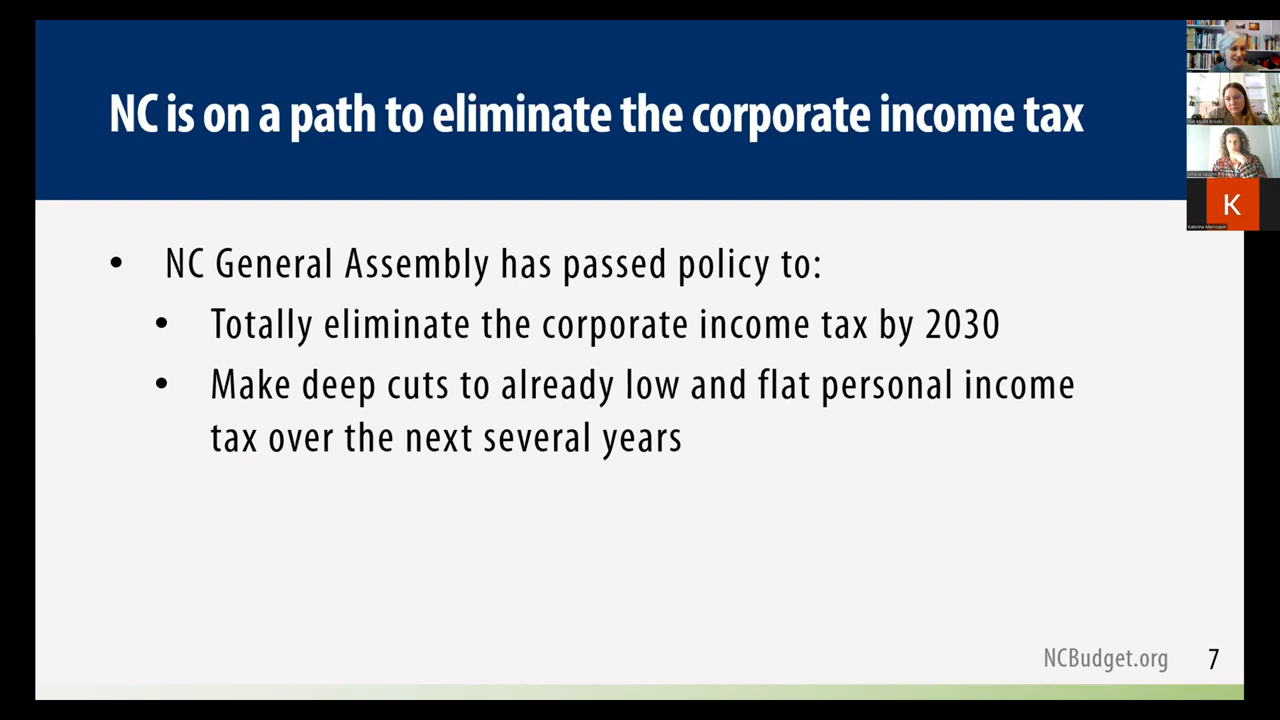 NC is on a path to eliminate the corporate income tax
• NC General Assembly has passed policy to:
• Totally eliminate the corporate income tax by 2030
• Make deep cuts to already low and flat personal income
tax over the next several years
NCBudget.org 7
K